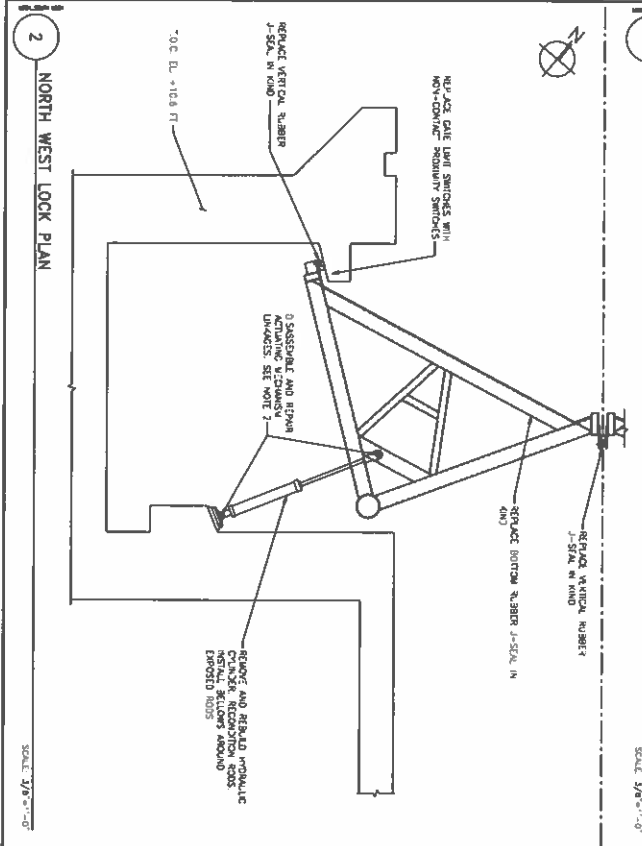 N
REPLACE VERTICAL RUBBER
J-SEAL IN KIND
REPLACE GATE LIMIT SWITCHES WITH
NON-CONTACT PROXIMITY SWITCHES
T.O.C. EL. +10.6 FT
DISASSEMBLE AND REPAIR
ACTUATING MECHANISM
LINKAGES. SEE NOTE 2
REPLACE VERTICAL RUBBER
J-SEAL IN KIND
REPLACE BOTTOM RUBBER J-SEAL IN
KIND
REMOVE AND REBUILD HYDRAULIC
CYLINDER. RECONDITION RODS.
INSTALL BELLOWS AROUND
EXPOSED RODS
2
NORTH WEST LOCK PLAN
SCALE: 3/8"=1'-0"
SCALE: 3/8"=1'-0"